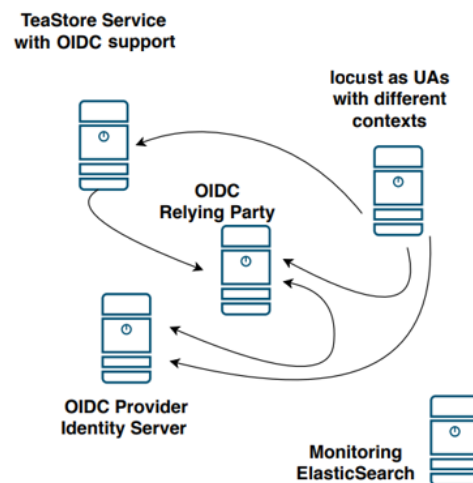 TeaStore Service
with OIDC support
locust as UAs
with different
contexts
OIDC
Relying Party
OIDC Provider
Identity Server
Monitoring
ElasticSearch